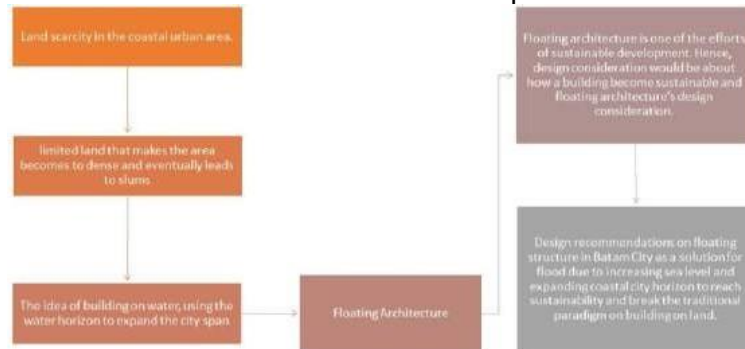 Land scarcity in the coastal urban area.
limited land that makes the area
becomes to dense and eventually leads
to slums
The idea of building on water, using the
water horizon to expand the city span
Floating Architecture
Floating architecture is one of the efforts
of sustainable development. Hence,
design consideration would be about
how a building become sustainable and
floating architecture's design
consideration.
Design recommendations on floating
structure in Batam City as a solution for
flood due to increasing sea level and
expanding coastal city horizon to reach
sustainability and break the traditional
paradigm on building on land.